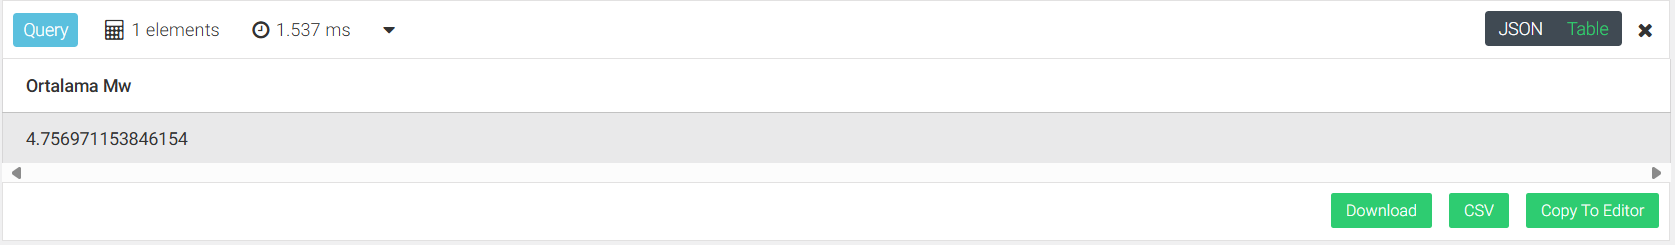 Query 1 elements 1.537 ms JSON Table
Ortalama Mw
4.756971153846154
Download CSV Copy To Editor